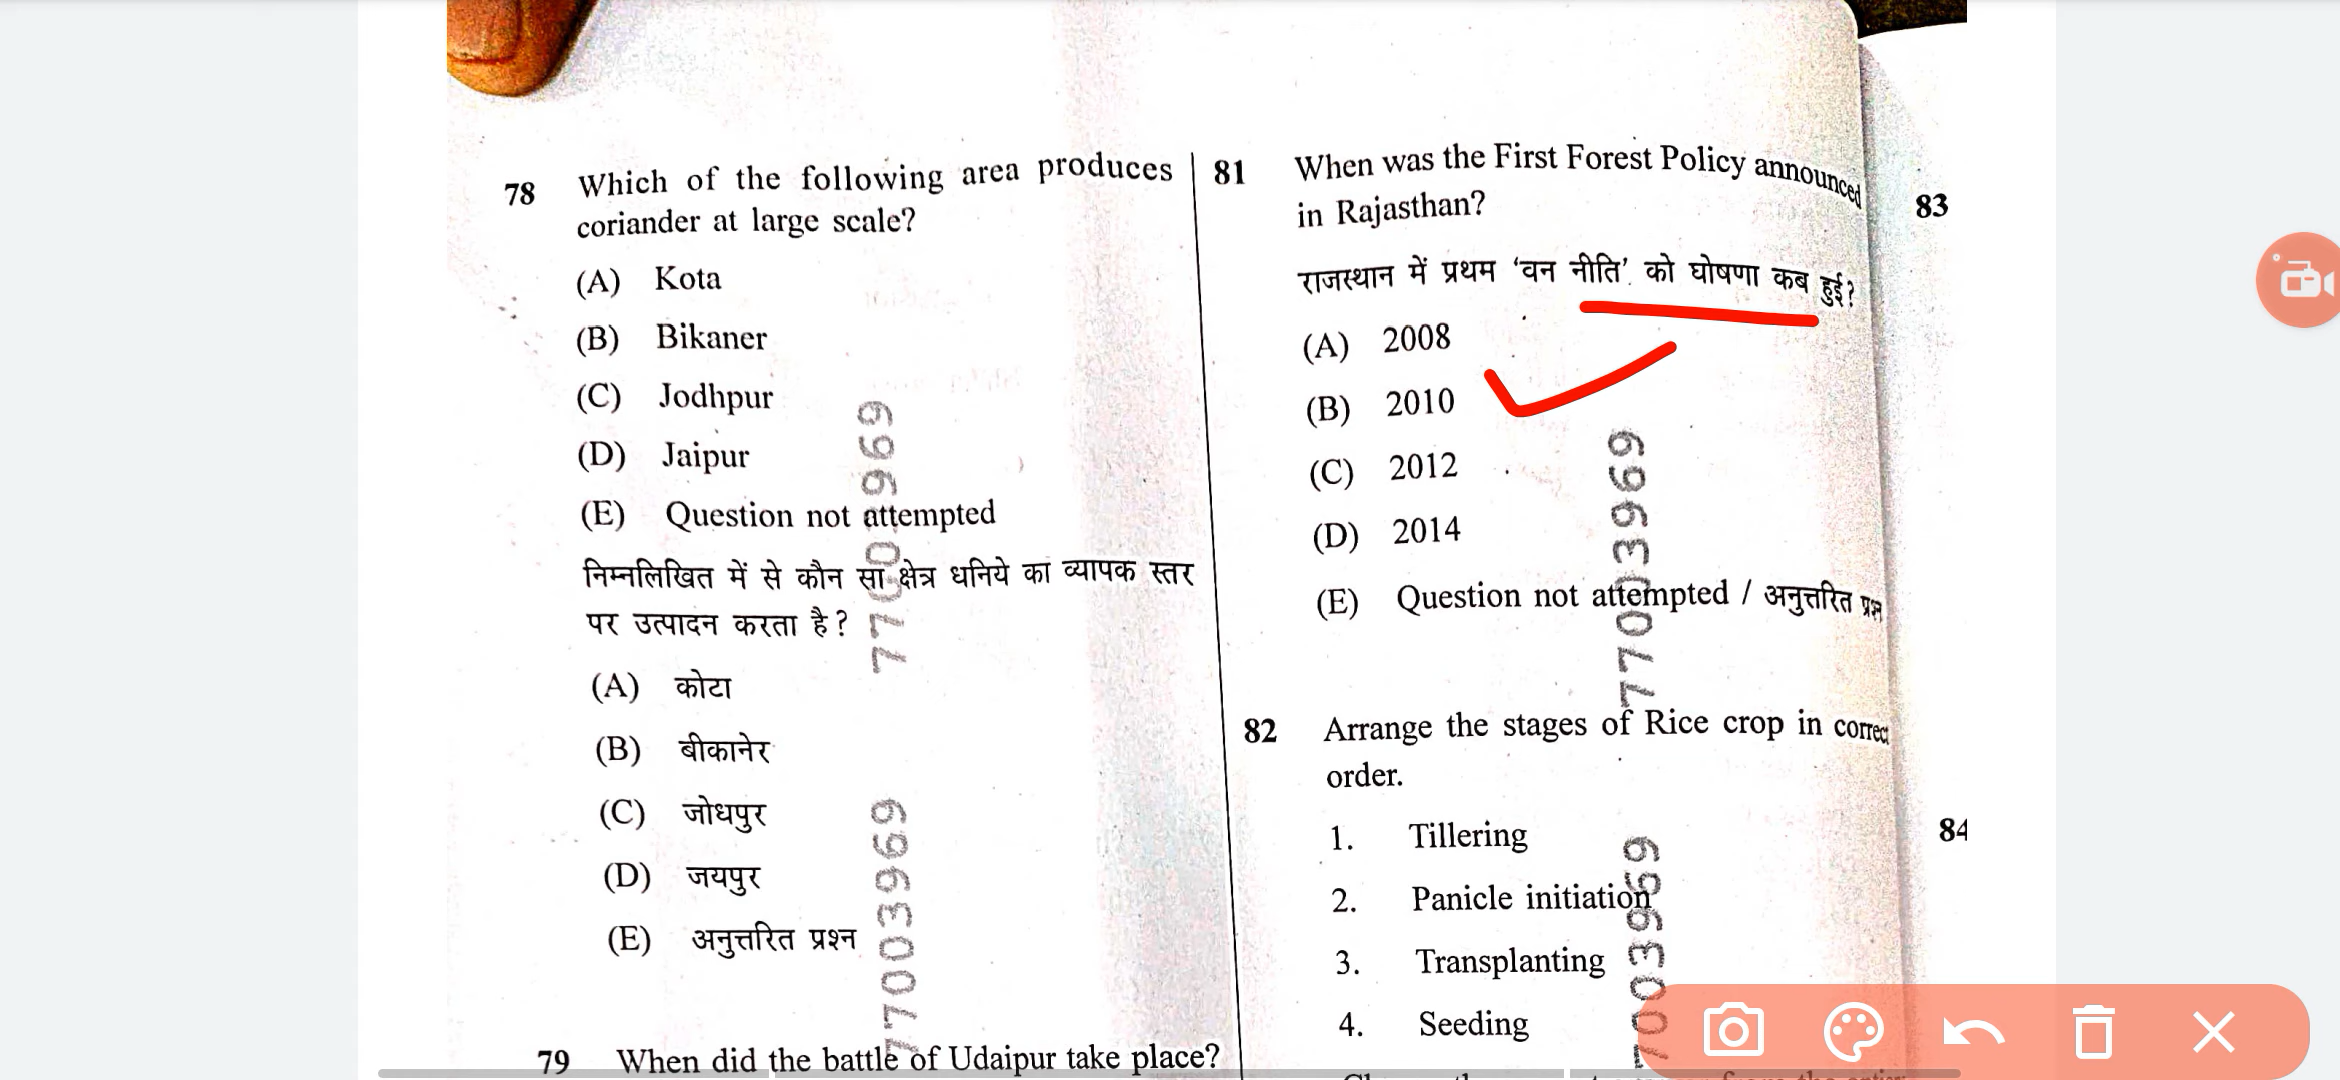 78 Which of the following area produces
coriander at large scale?
(A) Kota
(B) Bikaner
(C) Jodhpur
(D) Jaipur
(E) Question not attempted
निम्नलिखित में से कौन सा क्षेत्र धनिये का व्यापक स्तर
पर उत्पादन करता है?
(A) कोटा
(B) बीकानेर
(C) जोधपुर
(D) जयपुर
(E) अनुत्तरित प्रश्न
79 When did the battle of Udaipur take place?
81 When was the First Forest Policy announced
in Rajasthan?
राजस्थान में प्रथम ‘वन नीति’ को घोषणा कब हुई?
(A) 2008
(B) 2010
(C) 2012
(D) 2014
(E) Question not attempted / अनुत्तरित प्रश्न
82 Arrange the stages of Rice crop in correct
order.
1. Tillering
2. Panicle initiation
3. Transplanting
4. Seeding
83
84
7703969
77003969
77003969
7003969